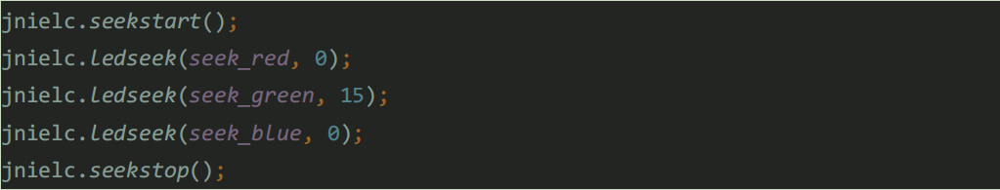 jnielc.seekstart();
jnielc.ledseek(seek_red, 0);
jnielc.ledseek(seek_green, 15);
jnielc.ledseek(seek_blue, 0);
jnielc.seekstop();